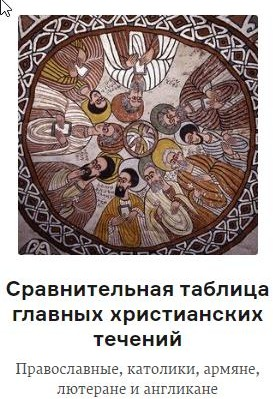 Сравнительная таблица
главных христианских
течений
Православные, католики, армяне,
лютеране и англикане